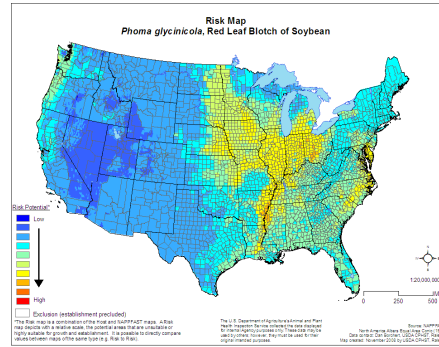 Risk Map
Phoma glycinicola, Red Leaf Blotch of Soybean
Risk Potential*
Low
High
Exclusion (establishment precluded)
*The Risk map is a combination of the Host and NAPPFAST maps. A Risk
map depicts with a relative scale, the potential areas that are unsuitable or
highly suitable for growth and establishment. It is possible to directly compare
values between maps of the same type (e.g. Risk to Risk).
The U.S. Department of Agriculture's Animal and Plant
Health Inspection Service collected the data displayed
for internal Agency purposes only. These data may be
used by others; however, they must be used for their
original intended purposes.
1:20,000,000
0 250 500
Source: NAPPFAST
North America Albers Equal Area Conic
Data contact: Dan Borchert, USDA CPHST,
Map created: November 2008 by USDA CPHST,